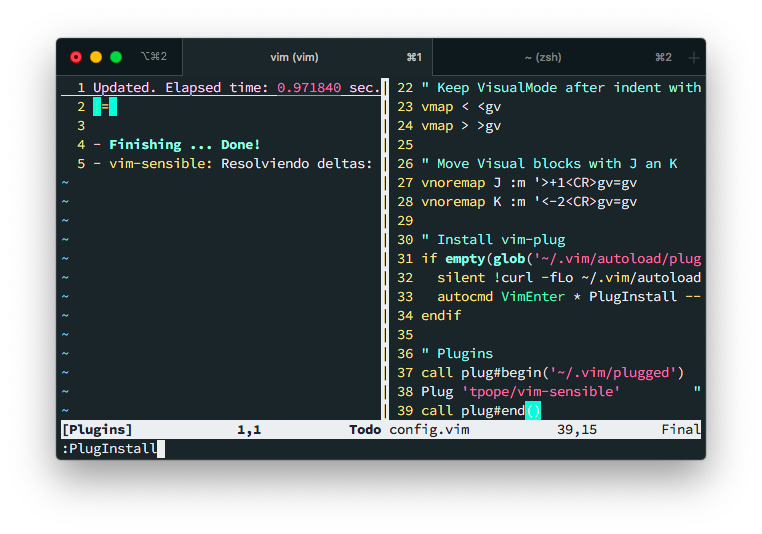 ⌥⌘2
vim (vim) ⌘1
~ (zsh) ⌘2 +
1 Updated. Elapsed time: 0.971840 sec.
2 [=]
3
4 - Finishing ... Done!
5 - vim-sensible: Resolviendo deltas:
~
~
~
~
~
~
~
~
~
~
~
~
~
22 " Keep VisualMode after indent with
23 vmap < <gv
24 vmap > >gv
25
26 " Move Visual blocks with J an K
27 vnoremap J :m '>+1<CR>gv=gv
28 vnoremap K :m '<-2<CR>gv=gv
29
30 " Install vim-plug
31 if empty(glob('~/.vim/autoload/plug
32   silent !curl -fLo ~/.vim/autoload
33   autocmd VimEnter * PlugInstall --
34 endif
35
36 " Plugins
37 call plug#begin('~/.vim/plugged')
38 Plug 'tpope/vim-sensible'         "
39 call plug#end()
[Plugins] 1,1 Todo
config.vim 39,15 Final
:PlugInstall